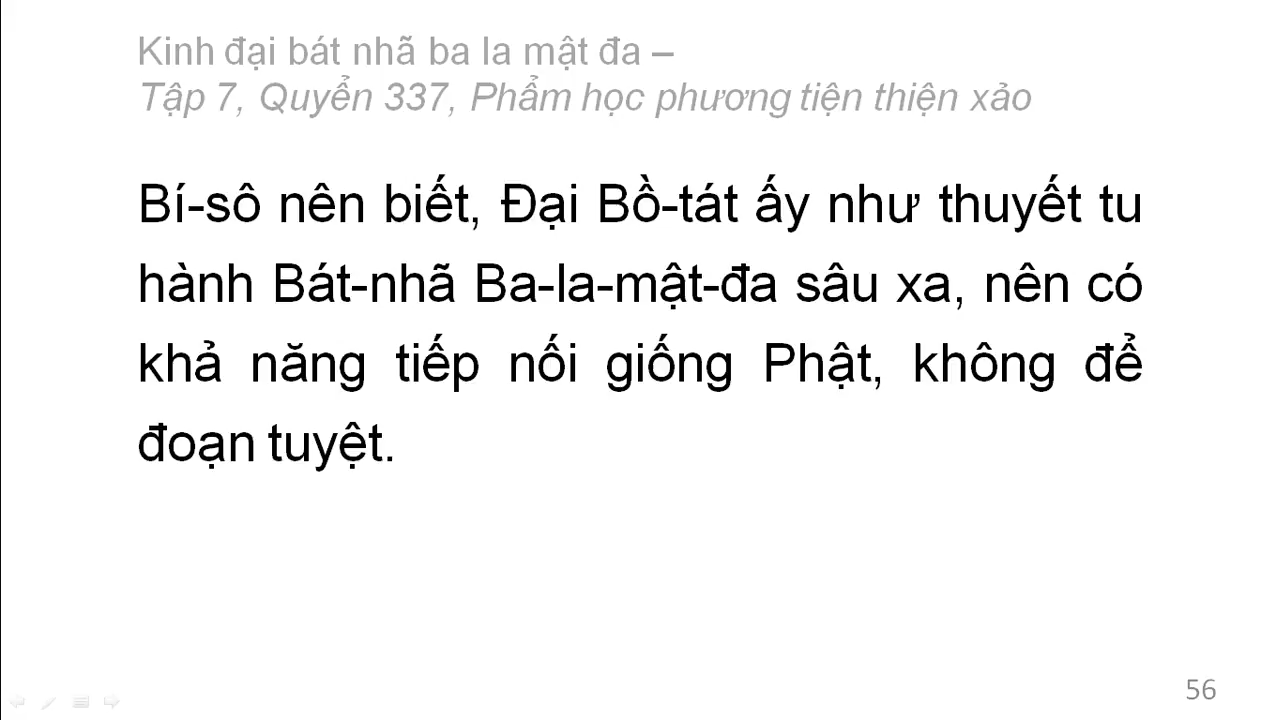 Kinh đại bát nhã ba la mật đa –
Tập 7, Quyển 337, Phẩm học phương tiện thiện xảo
Bí-sô nên biết, Đại Bồ-tát ấy như thuyết tu
hành Bát-nhã Ba-la-mật-đa sâu xa, nên có
khả năng tiếp nối giống Phật, không để
đoạn tuyệt.
56